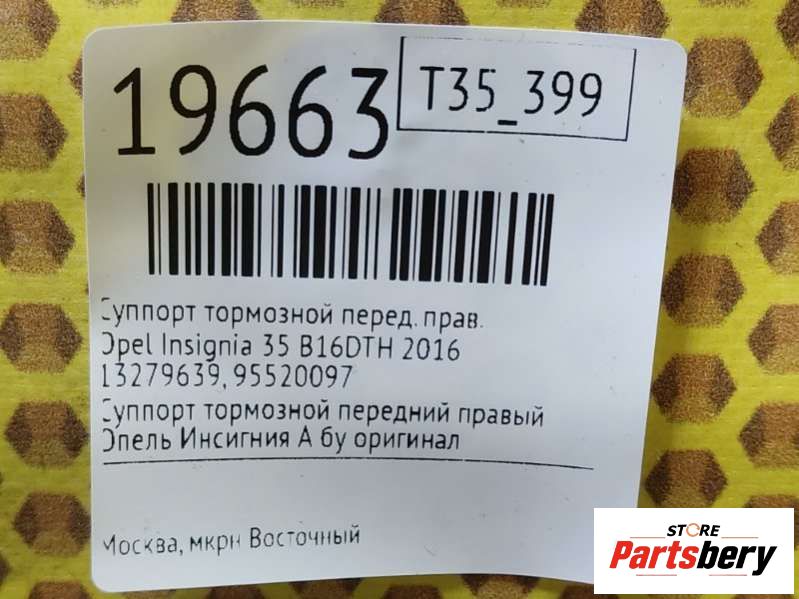 19663
T35_399
Суппорт тормозной перед. прав.
Opel Insignia 35 B16DTH 2016
13279639, 95520097
Суппорт тормозной передний правый
Опель Инсигния А бу оригинал
Москва, мкрн Восточный
STORE
Partsbery